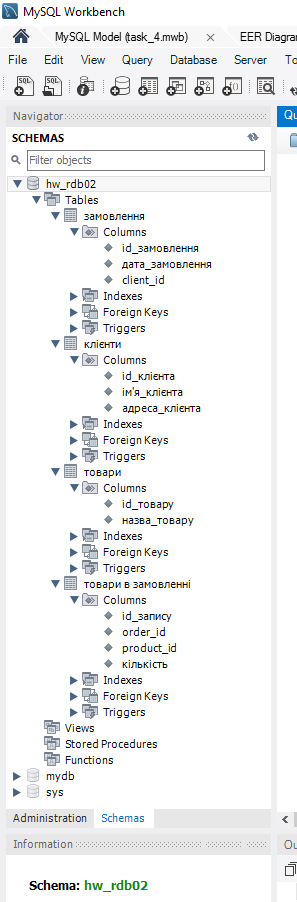 MySQL Workbench
MySQL Model (task_4.mwb) × EER Diagra
File Edit View Query Database Server To
Navigator Qu
SCHEMAS
Filter objects
hw_rdb02
Tables
замовлення
Columns
id_замовлення
дата_замовлення
client_id
Indexes
Foreign Keys
Triggers
клієнти
Columns
id_клієнта
ім'я_клієнта
адреса_клієнта
Indexes
Foreign Keys
Triggers
товари
Columns
id_товару
назва_товару
Indexes
Foreign Keys
Triggers
товари в замовленні
Columns
id_запису
order_id
product_id
кількість
Indexes
Foreign Keys
Triggers
Views
Stored Procedures
Functions
mydb
sys
Administration Schemas
Information Ou
Schema: hw_rdb02